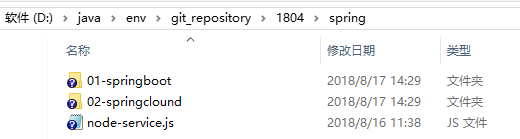 软件 (D:) › java › env › git_repository › 1804 › spring
名称 修改日期 类型
01-springboot 2018/8/17 14:29 文件夹
02-springclound 2018/8/17 14:29 文件夹
node-service.js 2018/8/16 11:38 JS 文件